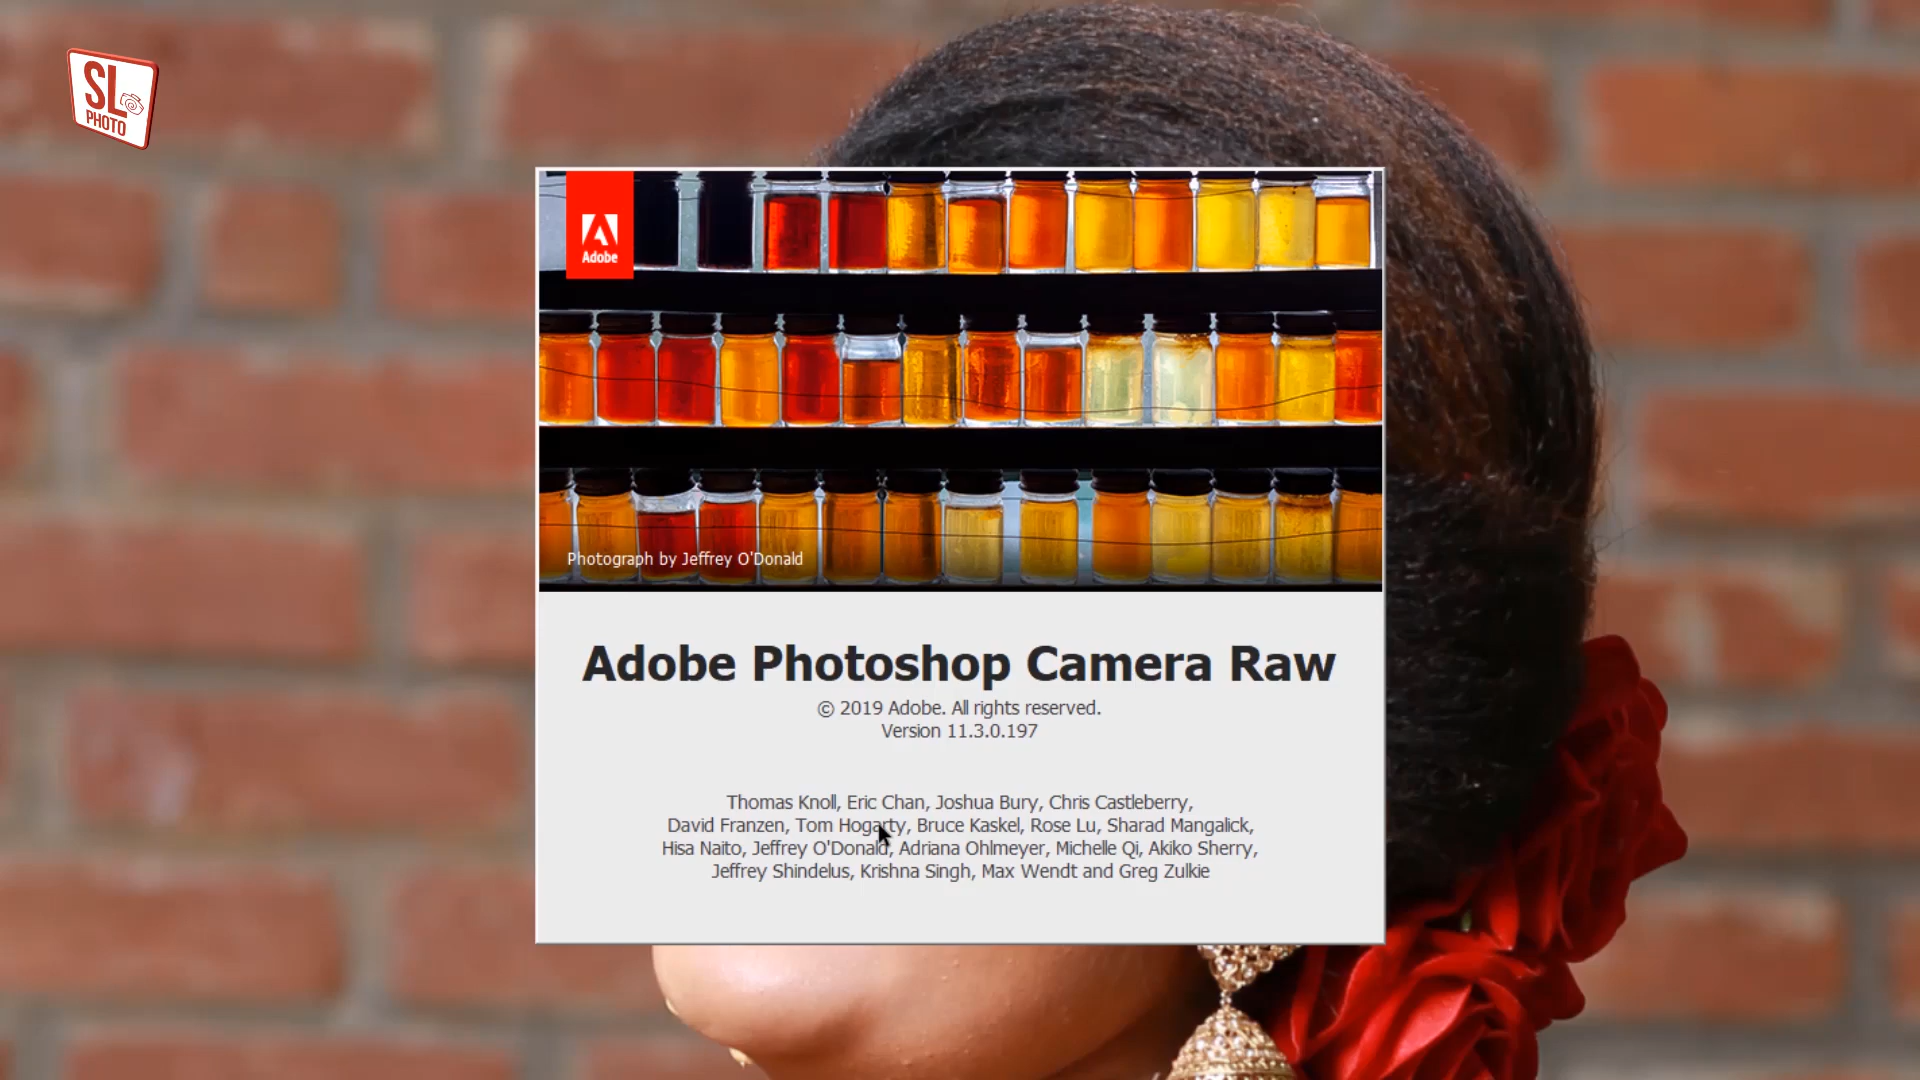 SL
PHOTO
Adobe
Photograph by Jeffrey O'Donald
Adobe Photoshop Camera Raw
© 2019 Adobe. All rights reserved.
Version 11.3.0.197
Thomas Knoll, Eric Chan, Joshua Bury, Chris Castleberry,
David Franzen, Tom Hogarty, Bruce Kaskel, Rose Lu, Sharad Mangalick,
Hisa Naito, Jeffrey O'Donald, Adriana Ohlmeyer, Michelle Qi, Akiko Sherry,
Jeffrey Shindelus, Krishna Singh, Max Wendt and Greg Zulkie